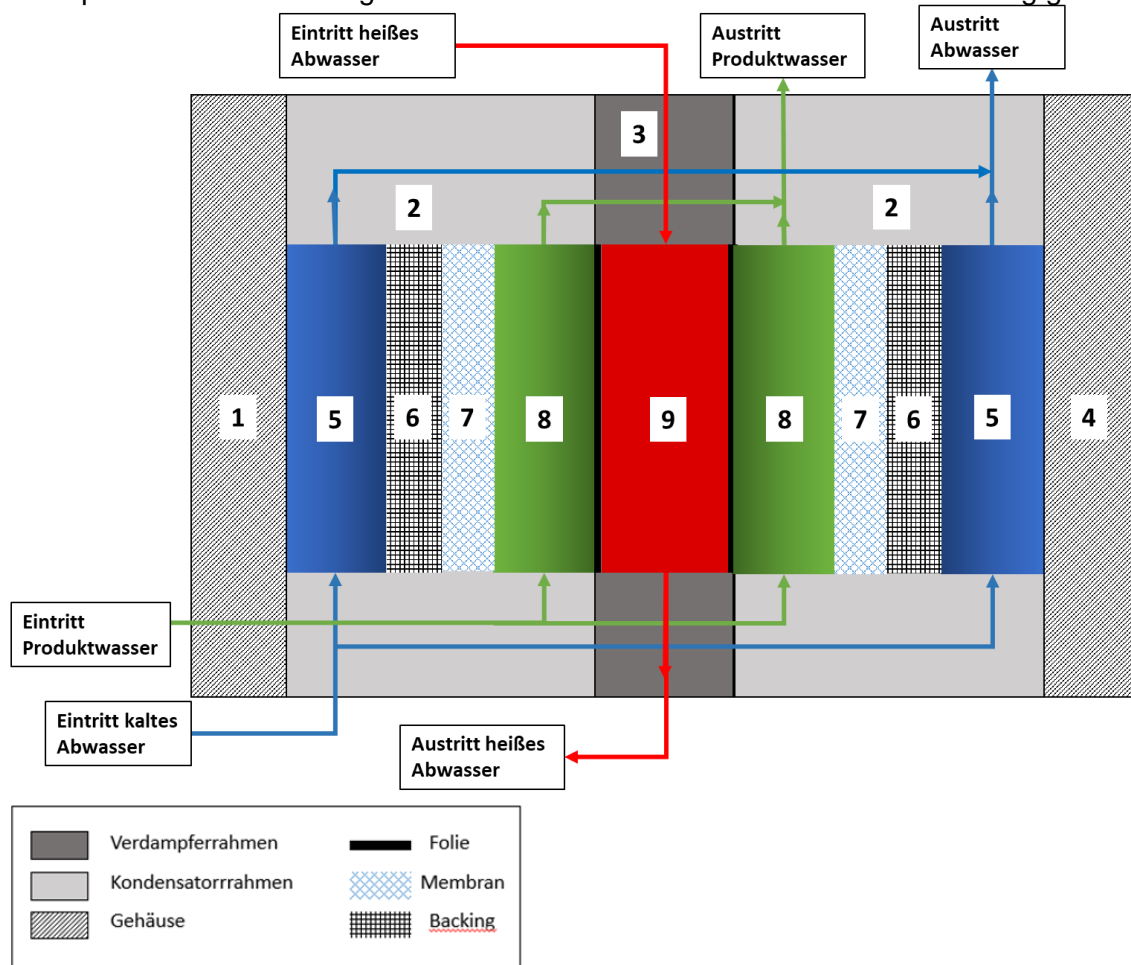 Eintritt heißes
Abwasser
Austritt
Produktwasser
Austritt
Abwasser
3
2
2
1
5
6
7
8
9
8
7
6
5
4
Eintritt
Produktwasser
Eintritt kaltes
Abwasser
Austritt heißes
Abwasser
Verdampferrahmen
Folie
Kondensatorrrahmen
Membran
Gehäuse
Backing